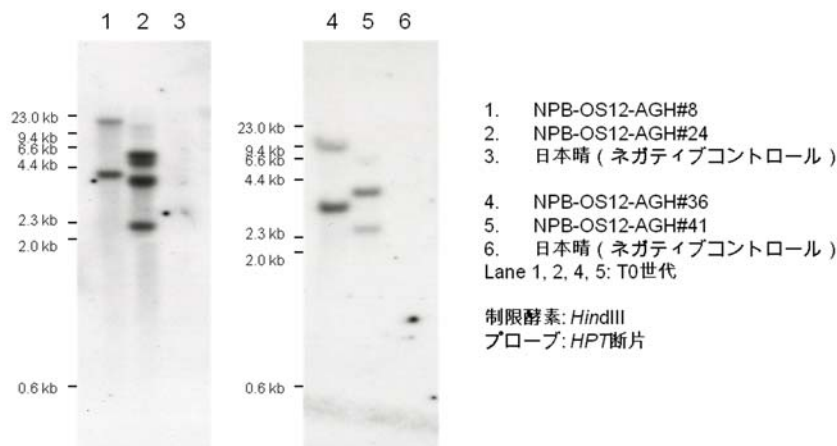 1 2 3
23.0 kb
9.4 kb
6.6 kb
4.4 kb
2.3 kb
2.0 kb
0.6 kb
4 5 6
23.0 kb
9.4 kb
6.6 kb
4.4 kb
2.3 kb
2.0 kb
0.6 kb
1. NPB-OS12-AGH#8
2. NPB-OS12-AGH#24
3. 日本晴 ( ネガティブコントロール )
4. NPB-OS12-AGH#36
5. NPB-OS12-AGH#41
6. 日本晴 ( ネガティブコントロール )
Lane 1, 2, 4, 5: T0世代
制限酵素: HindIII
プローブ: HPT断片